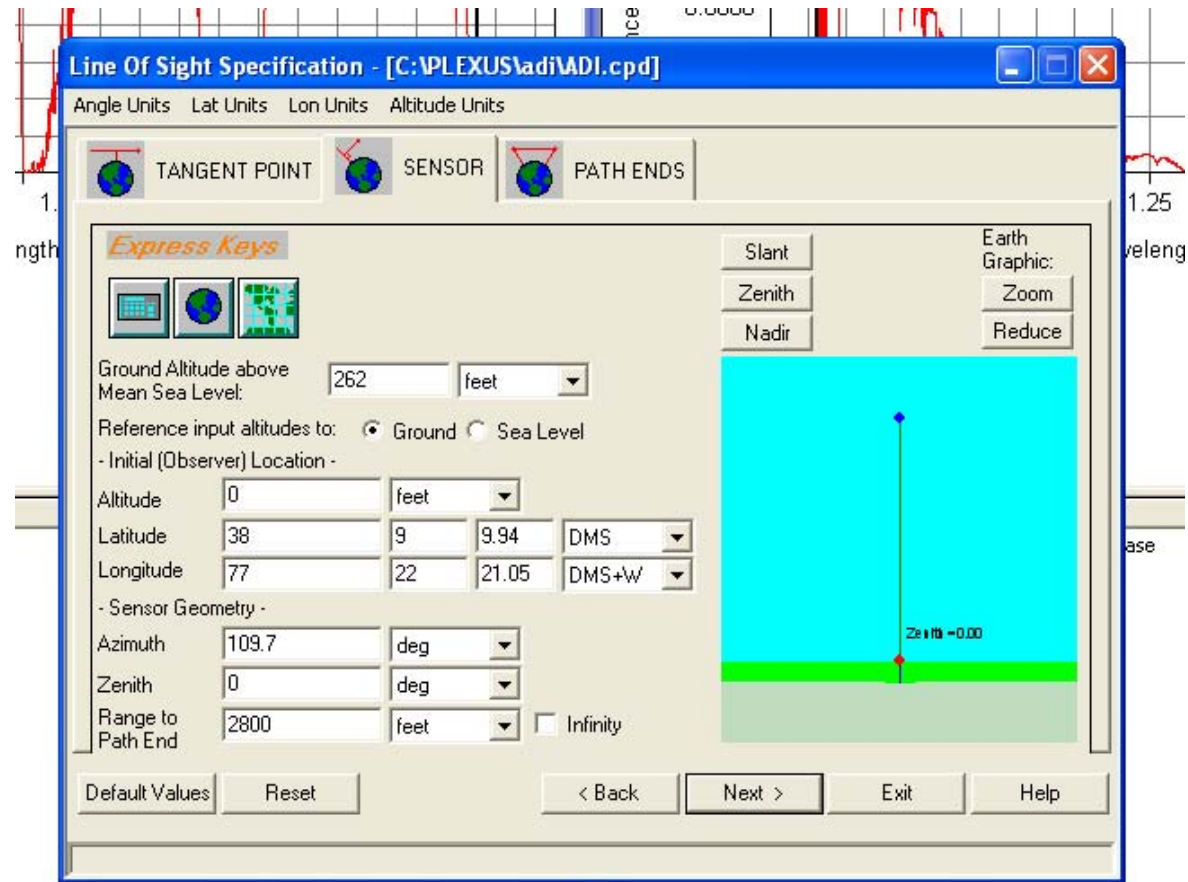 0.0000
Line Of Sight Specification - [C:\PLEXUS\adi\ADI.cpd]
Angle Units Lat Units Lon Units Altitude Units
TANGENT POINT SENSOR PATH ENDS
1. 1.25
Express Keys
Slant
Earth
Graphic:
Zenith Zoom
Nadir Reduce
Ground Altitude above
Mean Sea Level: 262 feet
Reference input altitudes to: Ground Sea Level
- Initial (Observer) Location -
Altitude 0 feet
Latitude 38 9 9.94 DMS
Longitude 77 22 21.05 DMS+W
- Sensor Geometry -
Azimuth 109.7 deg
Zenith 0 deg
Range to
Path End 2800 feet Infinity
Zenith =0.00
Default Values Reset < Back Next > Exit Help